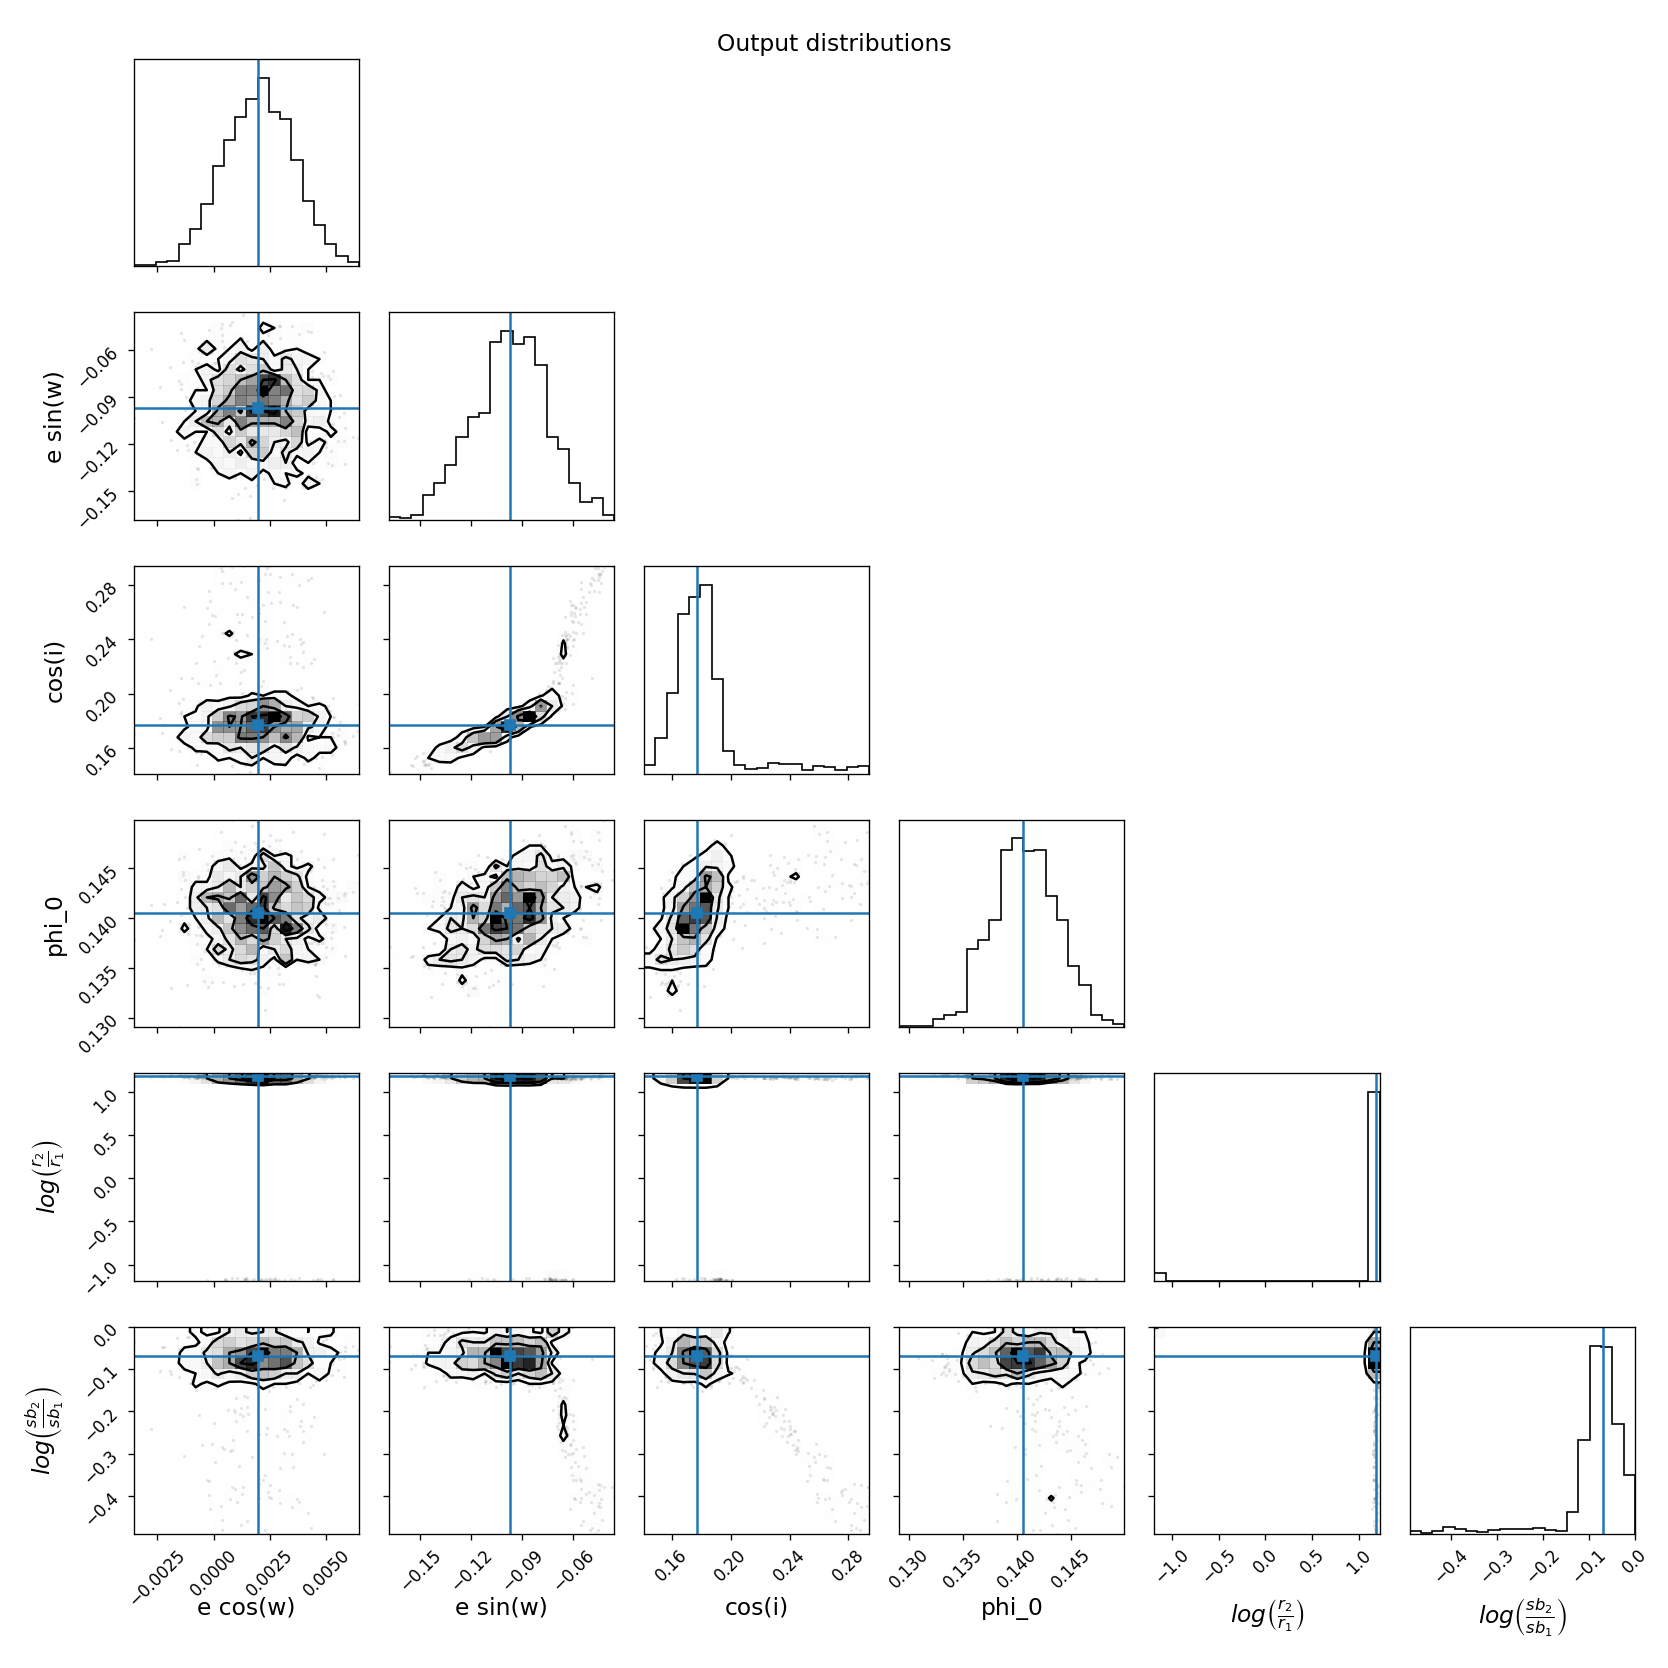 Output distributions
e sin(w)
−0.06
−0.09
−0.12
−0.15
cos(i)
0.28
0.24
0.20
0.16
phi_0
0.145
0.140
0.135
0.130
log(r₂/r₁)
1.0
0.5
0.0
−0.5
−1.0
log(sb₂/sb₁)
0.0
−0.1
−0.2
−0.3
−0.4
−0.0025 0.0000 0.0025 0.0050
−0.15 −0.12 −0.09 −0.06
0.16 0.20 0.24 0.28
0.130 0.135 0.140 0.145
−1.0 −0.5 0.0 0.5 1.0
−0.4 −0.3 −0.2 −0.1 0.0
e cos(w) e sin(w) cos(i) phi_0 log(r₂/r₁) log(sb₂/sb₁)